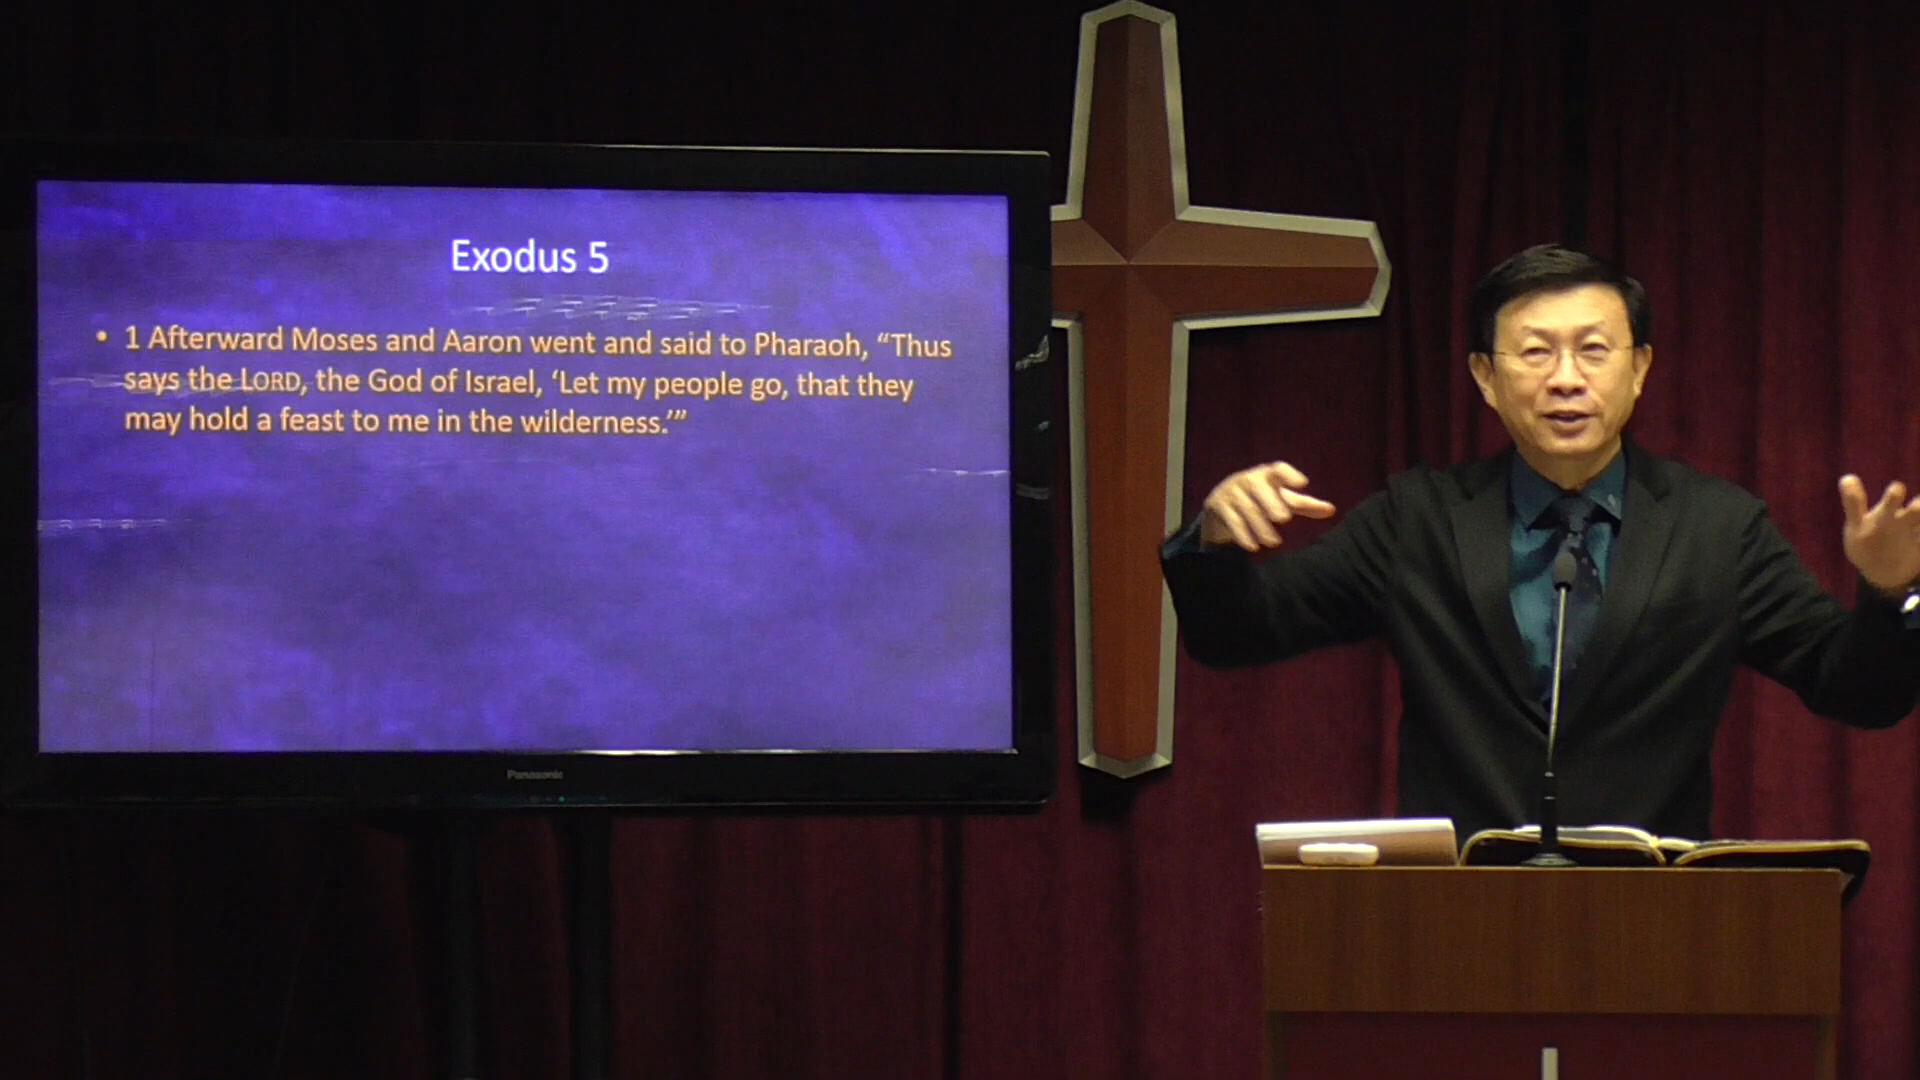 Exodus 5
• 1 Afterward Moses and Aaron went and said to Pharaoh, “Thus
says the LORD, the God of Israel, ‘Let my people go, that they
may hold a feast to me in the wilderness.’”
Panasonic